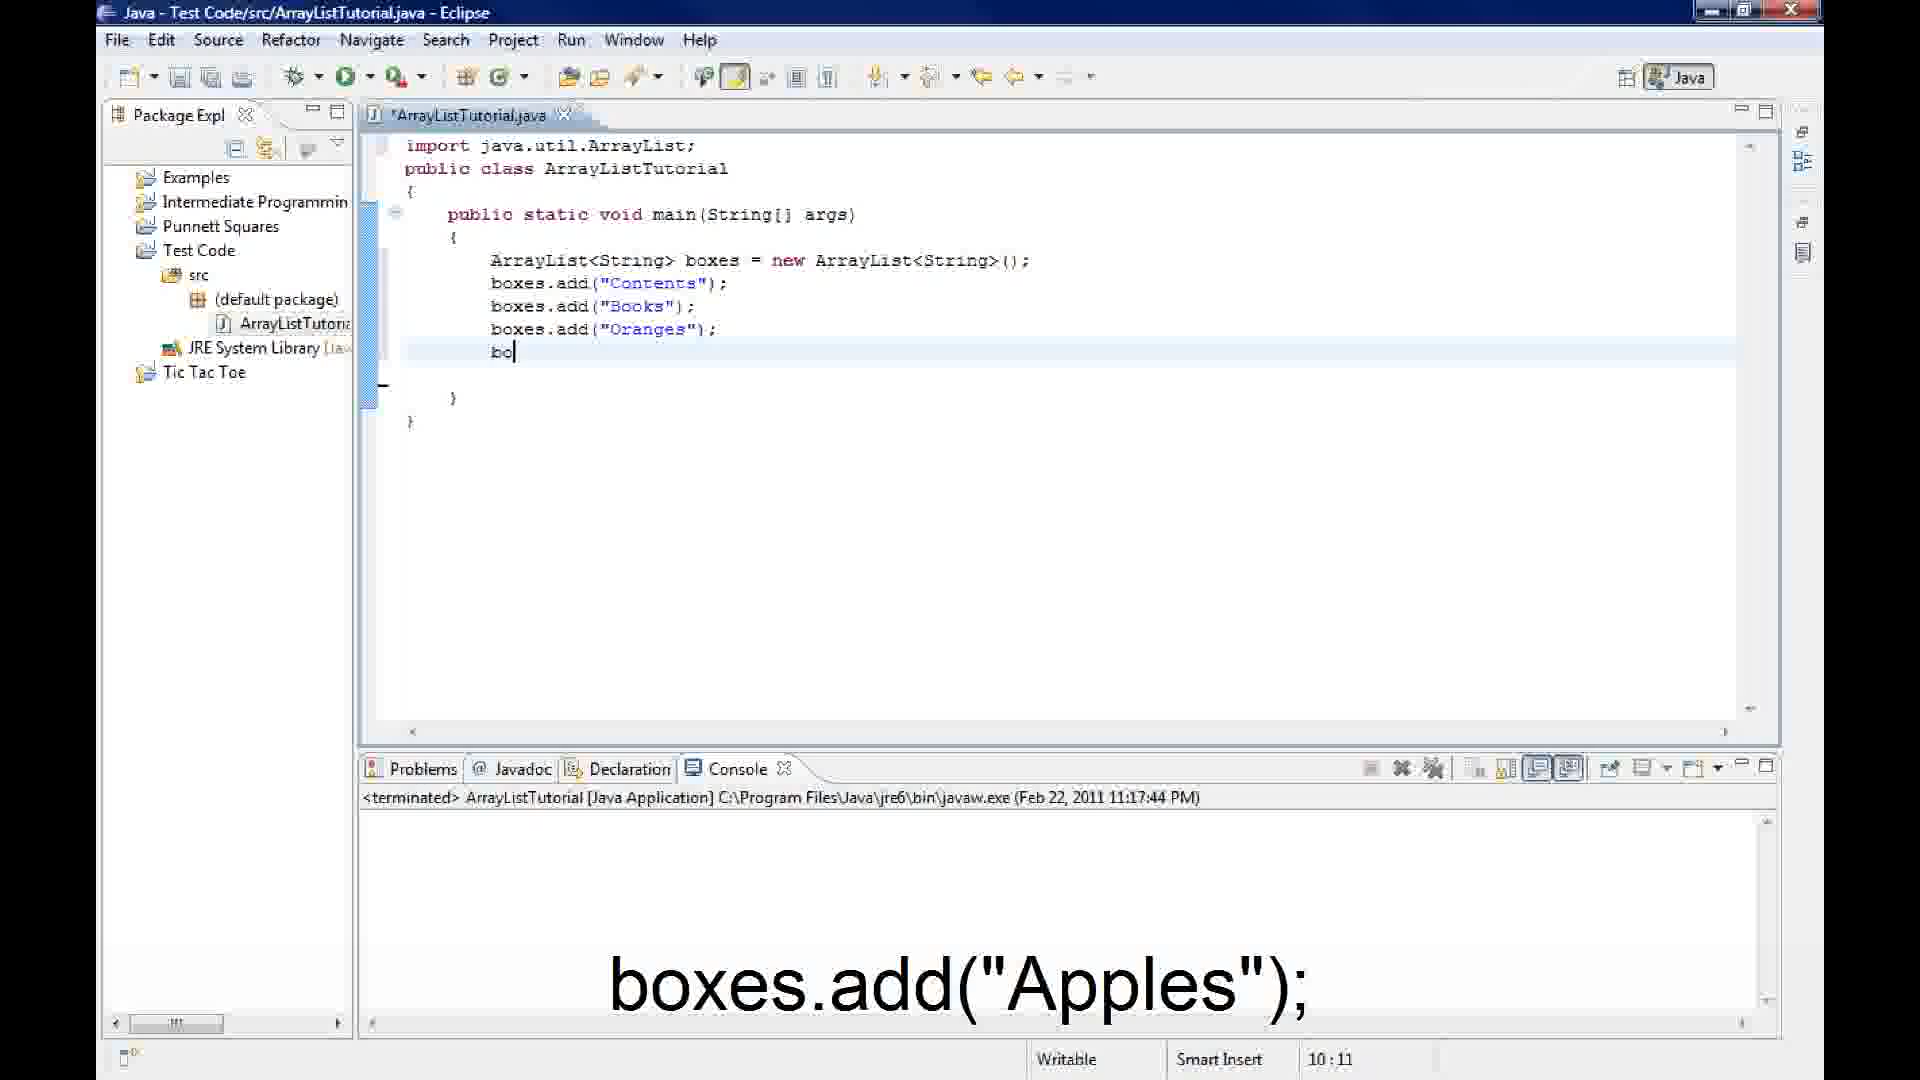 Java - Test Code/src/ArrayListTutorial.java - Eclipse
File Edit Source Refactor Navigate Search Project Run Window Help
Java
Package Expl
*ArrayListTutorial.java
Examples
Intermediate Programmin
Punnett Squares
Test Code
src
(default package)
ArrayListTutoria
JRE System Library [jav
Tic Tac Toe
import java.util.ArrayList;
public class ArrayListTutorial
{
public static void main(String[] args)
{
ArrayList<String> boxes = new ArrayList<String>();
boxes.add("Contents");
boxes.add("Books");
boxes.add("Oranges");
bo
}
}
Problems @ Javadoc Declaration Console
<terminated> ArrayListTutorial [Java Application] C:\Program Files\Java\jre6\bin\javaw.exe (Feb 22, 2011 11:17:44 PM)
boxes.add("Apples");
Writable Smart Insert 10 : 11